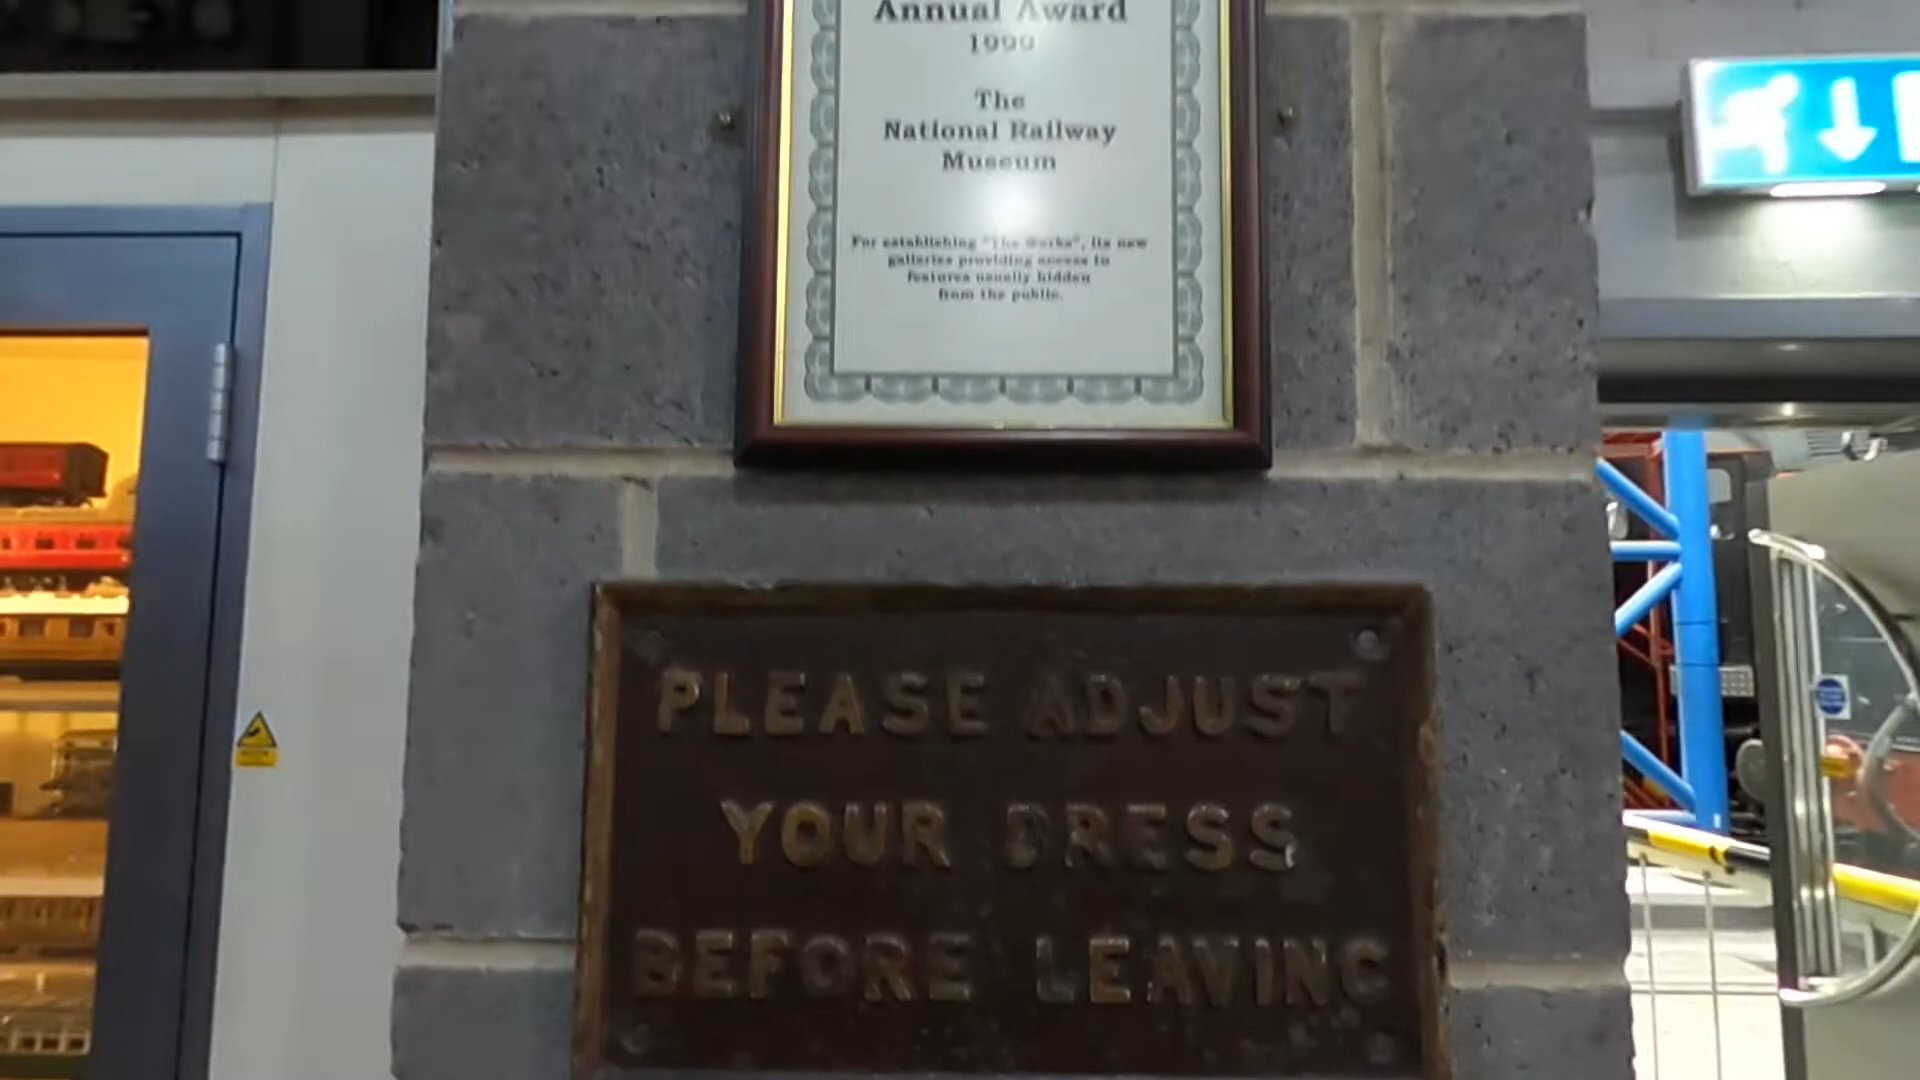 Annual Award
1999
The
National Railway
Museum
For establishing "The Works", its new
galleries providing access to
features usually hidden
from the public.
PLEASE ADJUST
YOUR DRESS
BEFORE LEAVING